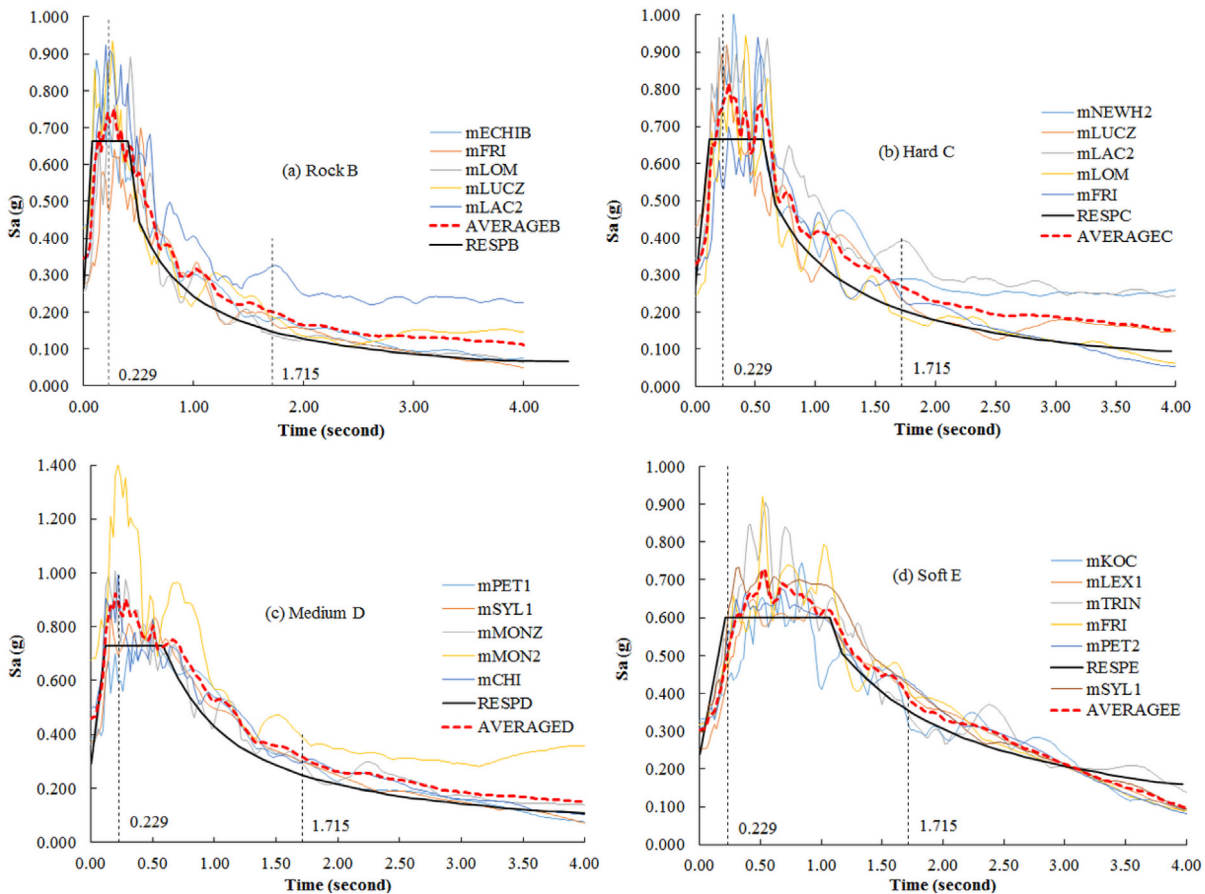 1.000
0.900
0.800
0.700
0.600
0.500
0.400
0.300
0.200
0.100
0.000
Sa (g)
(a) Rock B
mECHIB
mFRI
mLOM
mLUCZ
mLAC2
AVERAGEB
RESPB
0.229
1.715
0.00 1.00 2.00 3.00 4.00
Time (second)
1.000
0.900
0.800
0.700
0.600
0.500
0.400
0.300
0.200
0.100
0.000
Sa (g)
(b) Hard C
mNEWH2
mLUCZ
mLAC2
mLOM
mFRI
RESPC
AVERAGEC
0.229
1.715
0.00 0.50 1.00 1.50 2.00 2.50 3.00 3.50 4.00
Time (second)
1.400
1.200
1.000
0.800
0.600
0.400
0.200
0.000
Sa (g)
(c) Medium D
mPET1
mSYL1
mMONZ
mMON2
mCHI
RESPD
AVERAGED
0.229
1.715
0.00 0.50 1.00 1.50 2.00 2.50 3.00 3.50 4.00
Time (second)
1.000
0.900
0.800
0.700
0.600
0.500
0.400
0.300
0.200
0.100
0.000
Sa (g)
(d) Soft E
mKOC
mLEX1
mTRIN
mFRI
mPET2
RESPE
mSYL1
AVERAGEE
0.229
1.715
0.00 0.50 1.00 1.50 2.00 2.50 3.00 3.50 4.00
Time (second)